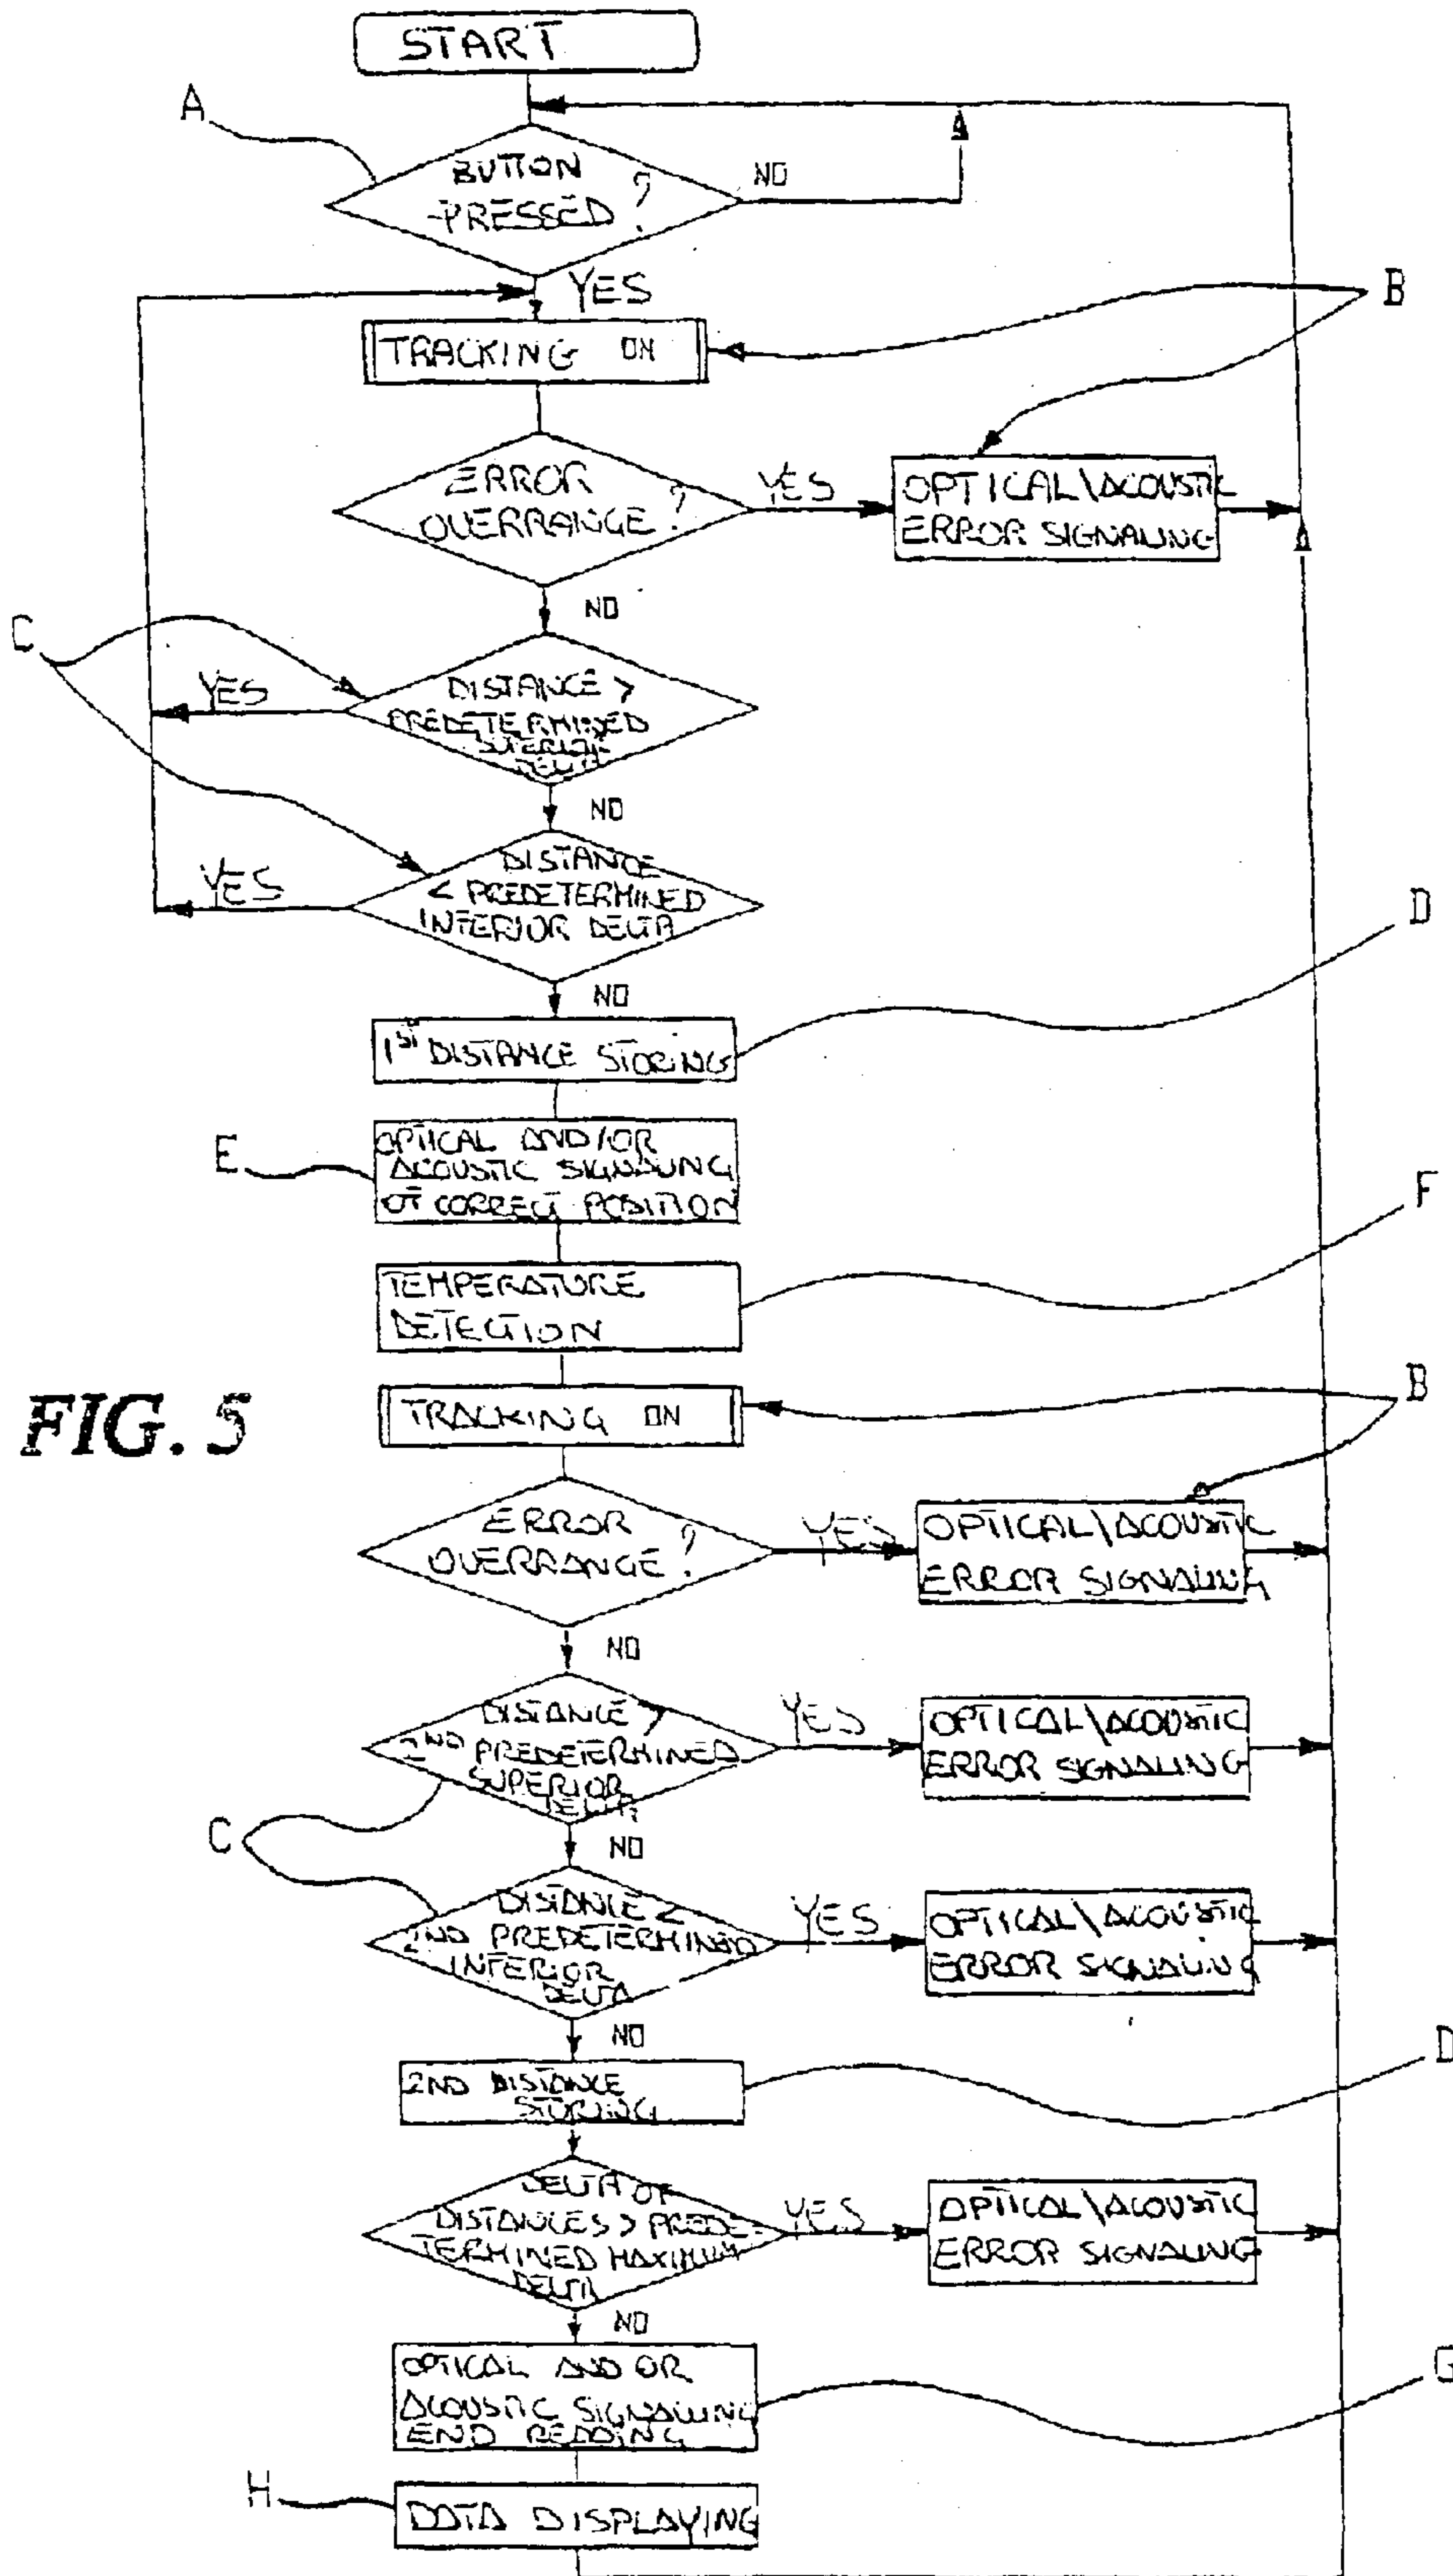 START
A
BUTTON
PRESSED ?
NO
YES
B
TRACKING ON
ERROR
OVERRANGE ?
YES
OPTICAL\ACOUSTIC
ERROR SIGNALING
NO
C
DISTANCE >
PREDETERMINED
SUPERIOR
DELTA
YES
NO
DISTANCE
< PREDETERMINED
INFERIOR DELTA
YES
D
NO
1ST DISTANCE STORING
E
OPTICAL AND/OR
ACOUSTIC SIGNALING
OF CORRECT POSITION
F
TEMPERATURE
DETECTION
FIG. 5
B
TRACKING ON
ERROR
OVERRANGE ?
YES
OPTICAL\ACOUSTIC
ERROR SIGNALING
NO
DISTANCE >
2ND PREDETERMINED
SUPERIOR
DELTA
YES
OPTICAL\ACOUSTIC
ERROR SIGNALING
C
NO
DISTANCE <
2ND PREDETERMINED
INFERIOR
DELTA
YES
OPTICAL\ACOUSTIC
ERROR SIGNALING
NO
D
2ND DISTANCE
STORING
DELTA OF
DISTANCES > PREDE-
TERMINED MAXIMUM
DELTA
YES
OPTICAL\ACOUSTIC
ERROR SIGNALING
NO
G
OPTICAL AND OR
ACOUSTIC SIGNALLING
END READING
H
DATA DISPLAYING